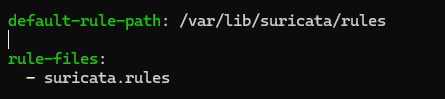 default-rule-path: /var/lib/suricata/rules
rule-files:
  - suricata.rules